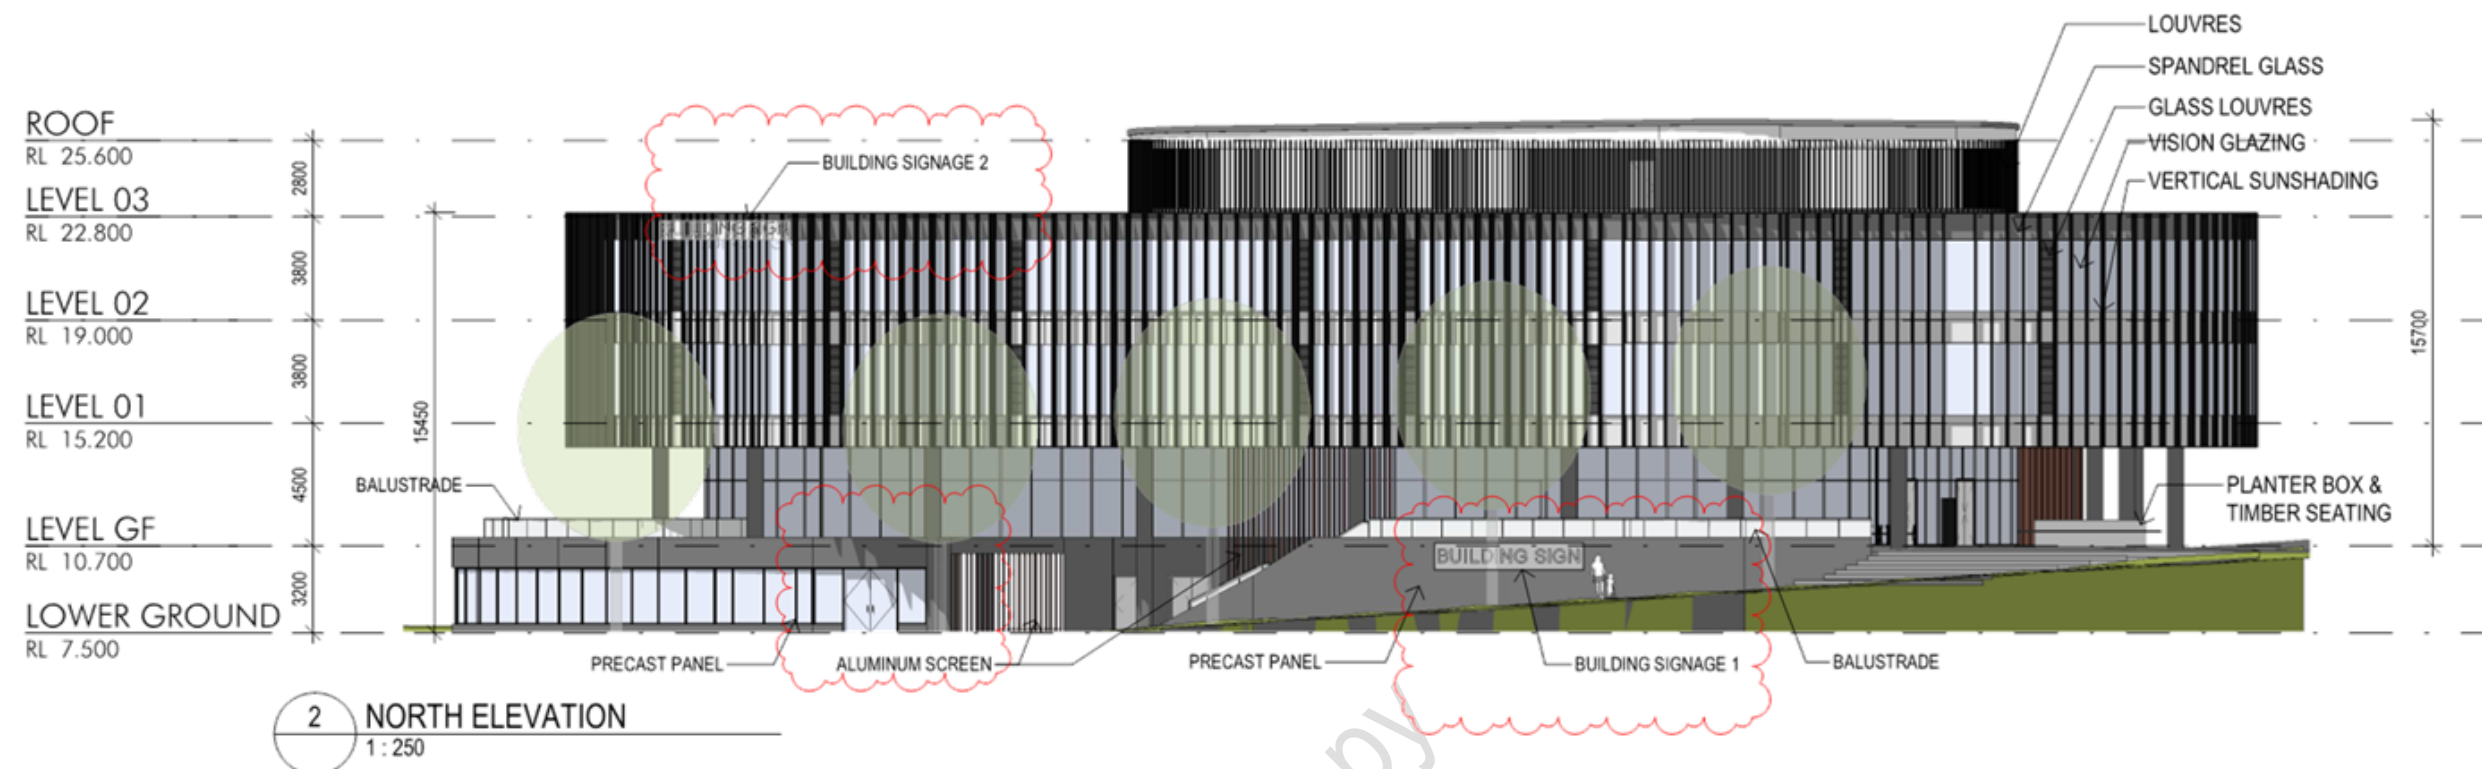 LOUVRES
SPANDREL GLASS
GLASS LOUVRES
VISION GLAZING
VERTICAL SUNSHADING
ROOF
RL 25.600
2800
BUILDING SIGNAGE 2
LEVEL 03
RL 22.800
BUILDING SIGN
3800
LEVEL 02
RL 19.000
15700
3800
LEVEL 01
RL 15.200
15450
4500
BALUSTRADE
PLANTER BOX &
TIMBER SEATING
LEVEL GF
RL 10.700
BUILDING SIGN
3200
LOWER GROUND
RL 7.500
PRECAST PANEL
ALUMINUM SCREEN
PRECAST PANEL
BUILDING SIGNAGE 1
BALUSTRADE
2
NORTH ELEVATION
1 : 250
py